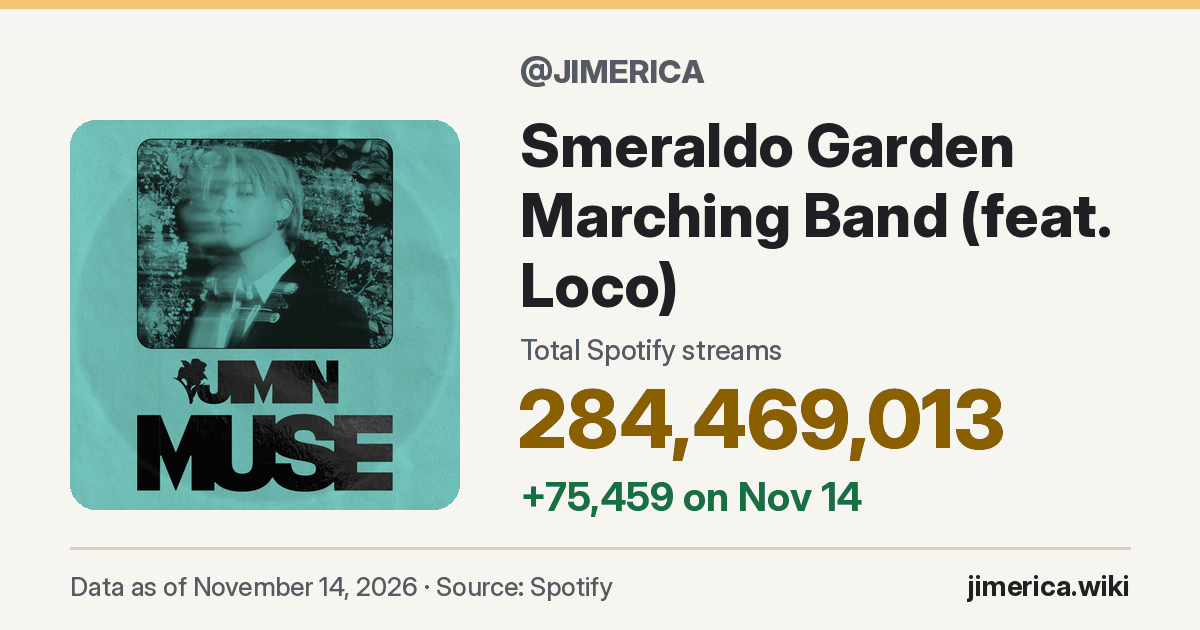 @JIMERICA
Smeraldo Garden
Marching Band (feat.
Loco)
Total Spotify streams
284,469,013
+75,459 on Nov 14
JMN
MUSE
Data as of November 14, 2026 · Source: Spotify
jimerica.wiki